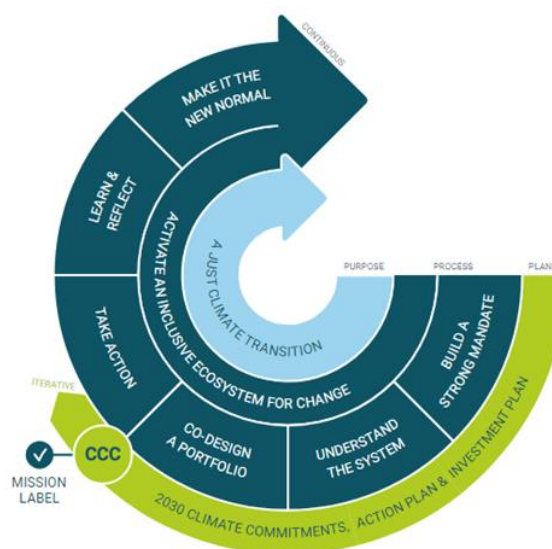 CONTINUOUS
MAKE IT THE
NEW NORMAL
LEARN &
REFLECT
ACTIVATE AN INCLUSIVE ECOSYSTEM FOR CHANGE
A JUST CLIMATE TRANSITION
PURPOSE
PROCESS
PLAN
BUILD A
STRONG MANDATE
TAKE ACTION
ITERATIVE
CO-DESIGN
A PORTFOLIO
UNDERSTAND
THE SYSTEM
CCC
MISSION
LABEL
2030 CLIMATE COMMITMENTS, ACTION PLAN & INVESTMENT PLAN